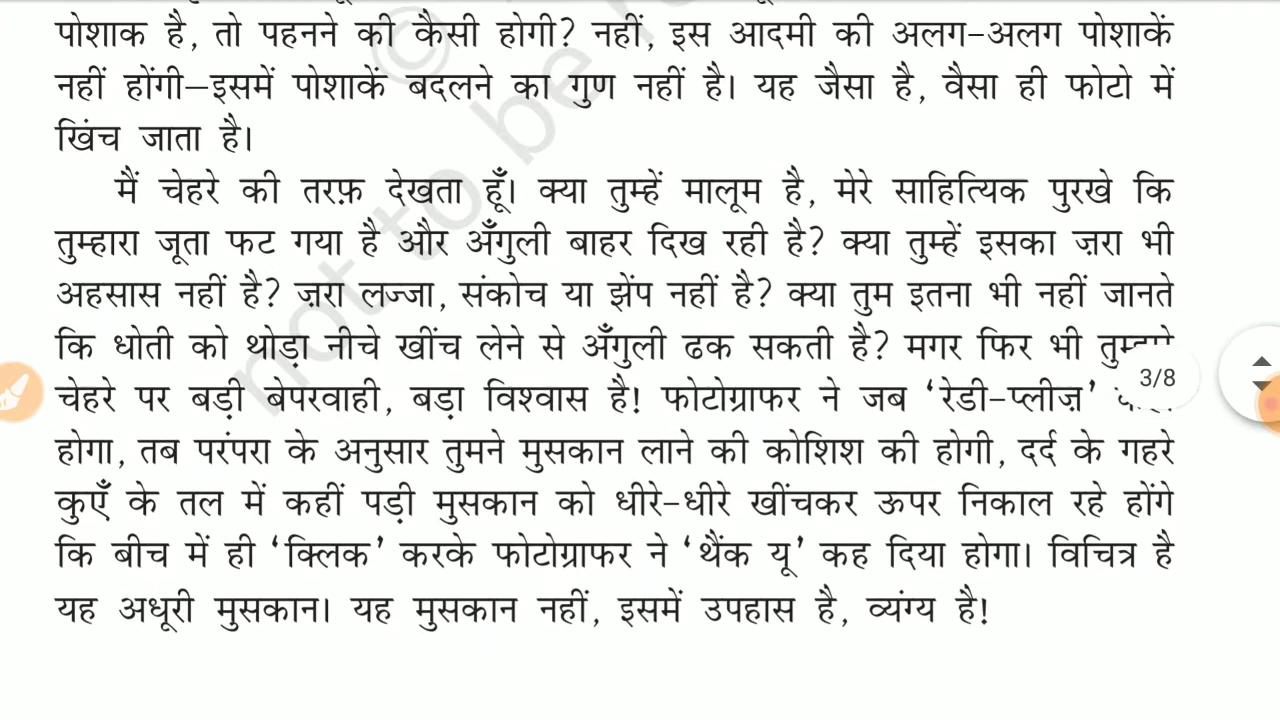 पोशाक है, तो पहनने की कैसी होगी? नहीं, इस आदमी की अलग-अलग पोशाकें
नहीं होंगी—इसमें पोशाकें बदलने का गुण नहीं है। यह जैसा है, वैसा ही फोटो में
खिंच जाता है।
मैं चेहरे की तरफ़ देखता हूँ। क्या तुम्हें मालूम है, मेरे साहित्यिक पुरखे कि
तुम्हारा जूता फट गया है और अँगुली बाहर दिख रही है? क्या तुम्हें इसका ज़रा भी
अहसास नहीं है? ज़रा लज्जा, संकोच या झेंप नहीं है? क्या तुम इतना भी नहीं जानते
कि धोती को थोड़ा नीचे खींच लेने से अँगुली ढक सकती है? मगर फिर भी
चेहरे पर बड़ी बेपरवाही, बड़ा विश्वास है! फोटोग्राफर ने जब ‘रेडी-प्लीज़’
3/8
होगा, तब परंपरा के अनुसार तुमने मुसकान लाने की कोशिश की होगी, दर्द के गहरे
कुएँ के तल में कहीं पड़ी मुसकान को धीरे-धीरे खींचकर ऊपर निकाल रहे होंगे
कि बीच में ही ‘क्लिक’ करके फोटोग्राफर ने ‘थैंक यू’ कह दिया होगा। विचित्र है
यह अधूरी मुसकान। यह मुसकान नहीं, इसमें उपहास है, व्यंग्य है!
© not to be